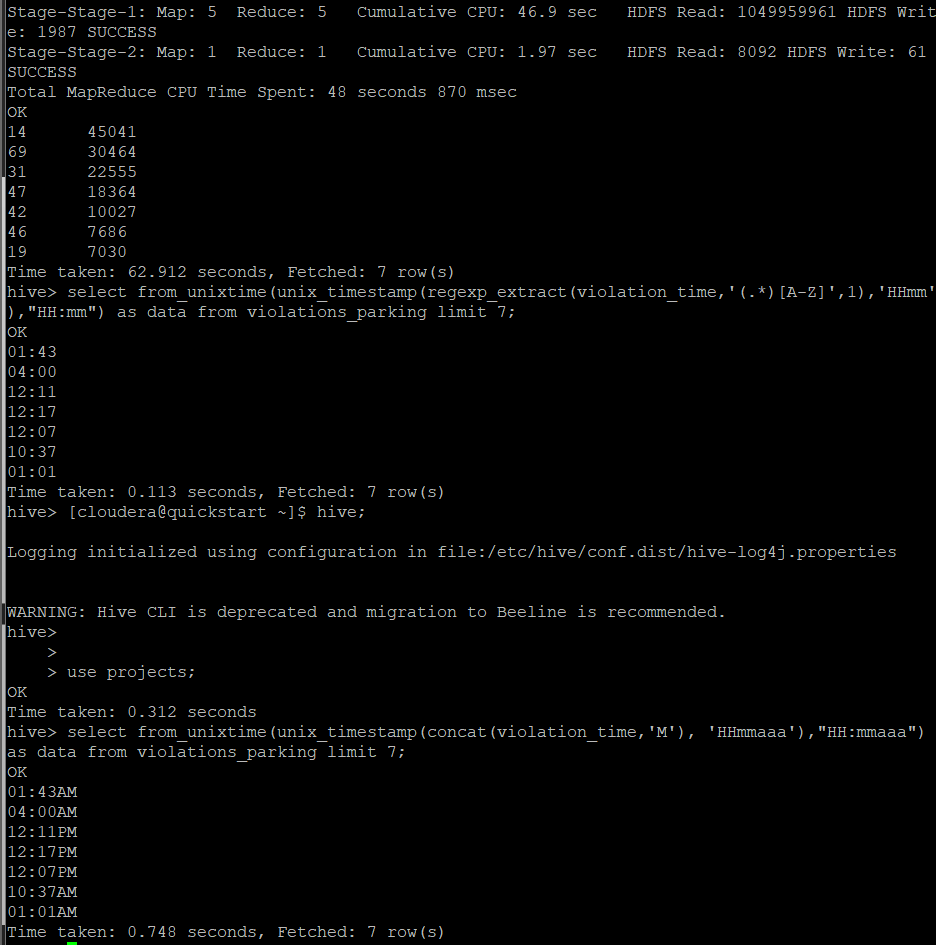 Stage-Stage-1: Map: 5  Reduce: 5   Cumulative CPU: 46.9 sec   HDFS Read: 1049959961 HDFS Writ
e: 1987 SUCCESS
Stage-Stage-2: Map: 1  Reduce: 1   Cumulative CPU: 1.97 sec   HDFS Read: 8092 HDFS Write: 61
SUCCESS
Total MapReduce CPU Time Spent: 48 seconds 870 msec
OK
14      45041
69      30464
31      22555
47      18364
42      10027
46      7686
19      7030
Time taken: 62.912 seconds, Fetched: 7 row(s)
hive> select from_unixtime(unix_timestamp(regexp_extract(violation_time,'(.*)[A-Z]',1),'HHmm'
),"HH:mm") as data from violations_parking limit 7;
OK
01:43
04:00
12:11
12:17
12:07
10:37
01:01
Time taken: 0.113 seconds, Fetched: 7 row(s)
hive> [cloudera@quickstart ~]$ hive;
Logging initialized using configuration in file:/etc/hive/conf.dist/hive-log4j.properties
WARNING: Hive CLI is deprecated and migration to Beeline is recommended.
hive>
    >
    > use projects;
OK
Time taken: 0.312 seconds
hive> select from_unixtime(unix_timestamp(concat(violation_time,'M'), 'HHmmaaa'),"HH:mmaaa")
as data from violations_parking limit 7;
OK
01:43AM
04:00AM
12:11PM
12:17PM
12:07PM
10:37AM
01:01AM
Time taken: 0.748 seconds, Fetched: 7 row(s)